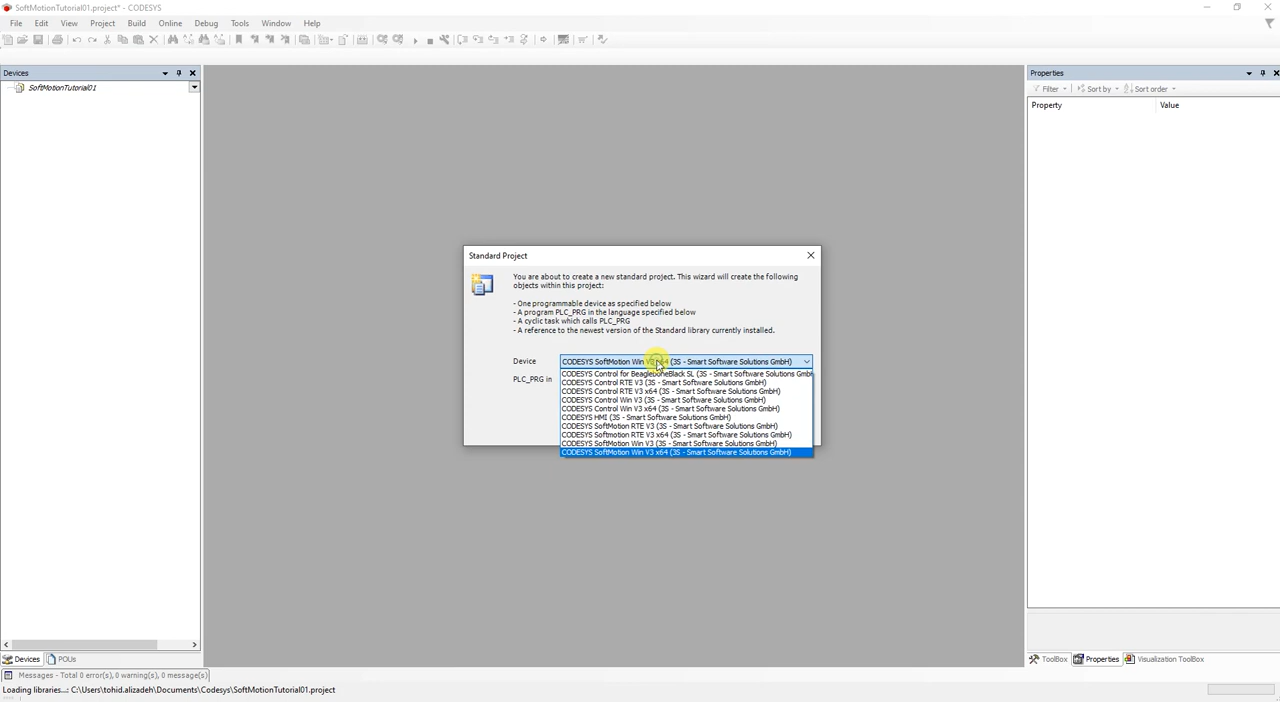 SoftMotionTutorial01.project* - CODESYS
File Edit View Project Build Online Debug Tools Window Help
Devices
SoftMotionTutorial01
Properties
Filter Sort by Sort order
Property Value
Standard Project
You are about to create a new standard project. This wizard will create the following
objects within this project:
- One programmable device as specified below
- A program PLC_PRG in the language specified below
- A cyclic task which calls PLC_PRG
- A reference to the newest version of the Standard library currently installed.
Device CODESYS SoftMotion Win V3 x64 (3S - Smart Software Solutions GmbH)
PLC_PRG in
CODESYS Control for BeagleboneBlack SL (3S - Smart Software Solutions GmbH
CODESYS Control RTE V3 (3S - Smart Software Solutions GmbH)
CODESYS Control RTE V3 x64 (3S - Smart Software Solutions GmbH)
CODESYS Control Win V3 (3S - Smart Software Solutions GmbH)
CODESYS Control Win V3 x64 (3S - Smart Software Solutions GmbH)
CODESYS HMI (3S - Smart Software Solutions GmbH)
CODESYS SoftMotion RTE V3 (3S - Smart Software Solutions GmbH)
CODESYS Softmotion RTE V3 x64 (3S - Smart Software Solutions GmbH)
CODESYS SoftMotion Win V3 (3S - Smart Software Solutions GmbH)
CODESYS SoftMotion Win V3 x64 (3S - Smart Software Solutions GmbH)
Devices POUs
ToolBox Properties Visualization ToolBox
Messages - Total 0 error(s), 0 warning(s), 0 message(s)
Loading libraries...: C:\Users\tohid.alizadeh\Documents\Codesys\SoftMotionTutorial01.project